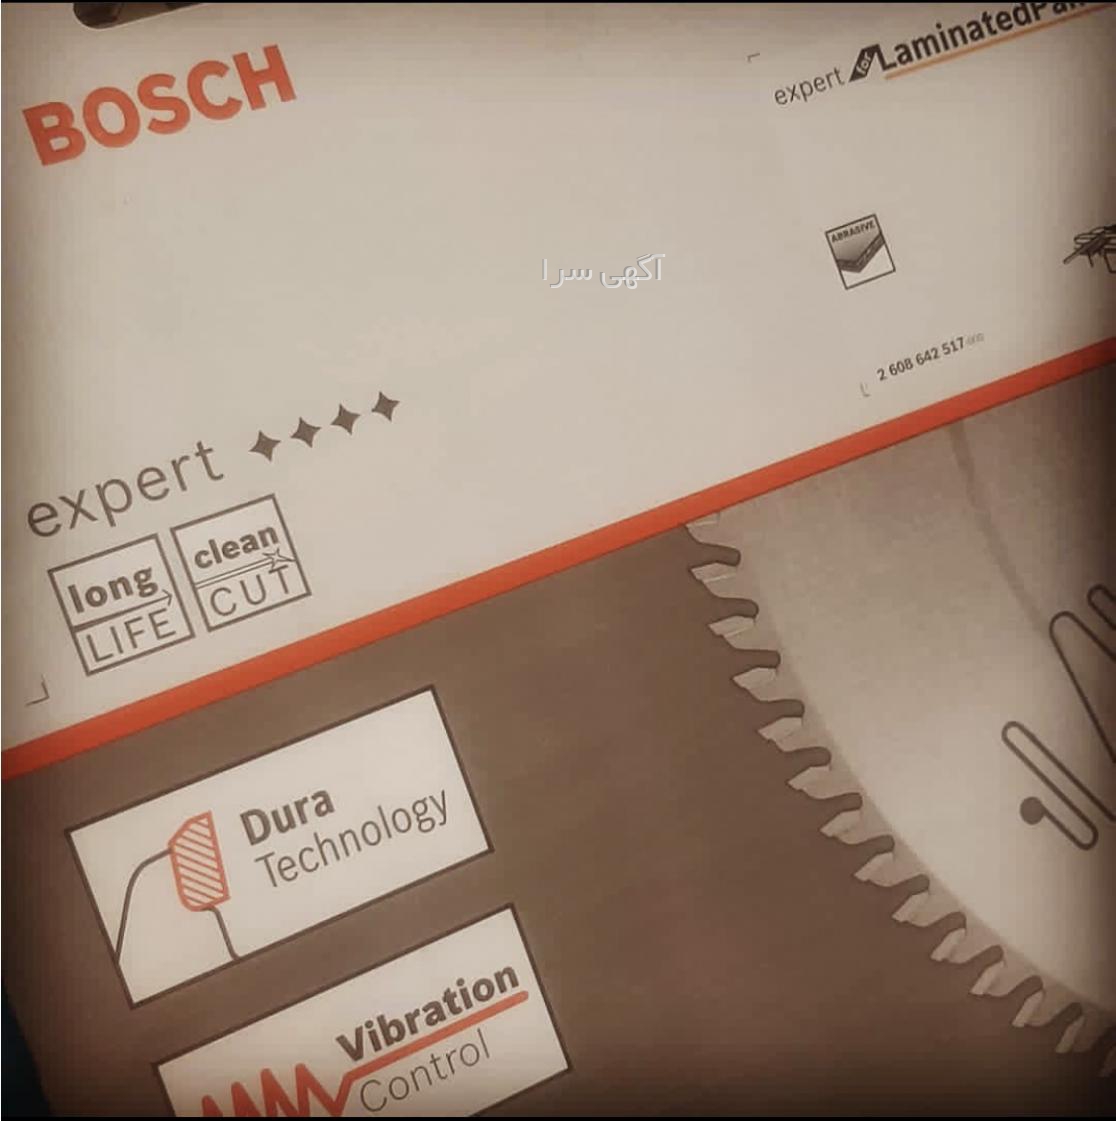 BOSCH
expert for LaminatedPan
ABRASIVE
آگهی سرا
2 608 642 517
expert
long
LIFE
clean
CUT
Dura
Technology
Vibration
Control